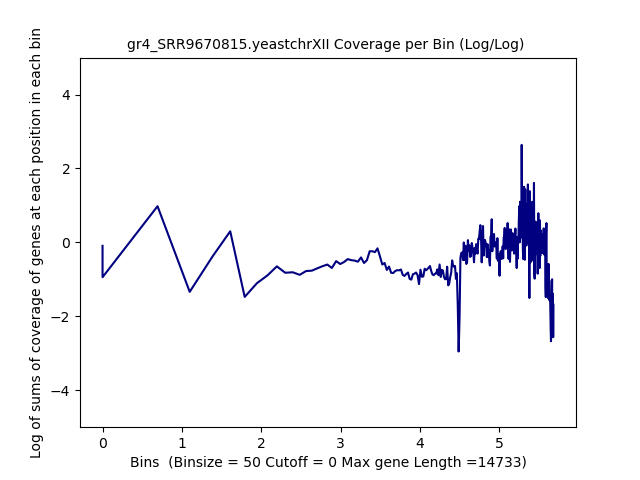 gr4_SRR9670815.yeastchrXII Coverage per Bin (Log/Log)
Log of sums of coverage of genes at each position in each bin
4
2
0
−2
−4
0 1 2 3 4 5
Bins  (Binsize = 50 Cutoff = 0 Max gene Length =14733)